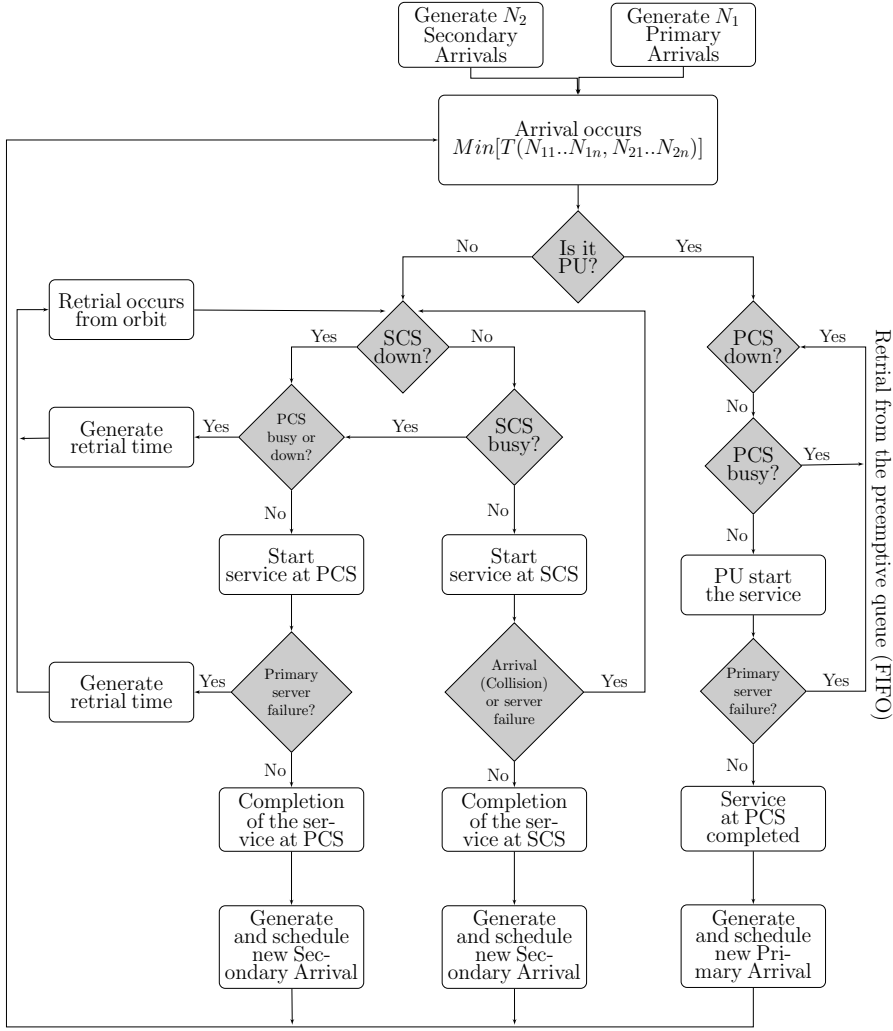 Generate N₂
Secondary
Arrivals
Generate N₁
Primary
Arrivals
Arrival occurs
Min[T(N₁₁..N₁ₙ, N₂₁..N₂ₙ)]
Is it
PU?
No
Yes
Retrial occurs
from orbit
SCS
down?
Yes
No
PCS
down?
Yes
No
Generate
retrial time
Yes
PCS
busy or
down?
Yes
SCS
busy?
PCS
busy?
Yes
No
No
No
Start
service at PCS
Start
service at SCS
PU start
the service
Generate
retrial time
Yes
Primary
server
failure?
Arrival
(Collision)
or server
failure
Yes
Primary
server
failure?
Yes
No
No
No
Completion
of the ser-
vice at PCS
Completion
of the ser-
vice at SCS
Service
at PCS
completed
Generate
and schedule
new Sec-
ondary Arrival
Generate
and schedule
new Sec-
ondary Arrival
Generate
and schedule
new Pri-
mary Arrival
Retrial from the preemptive queue (FIFO)